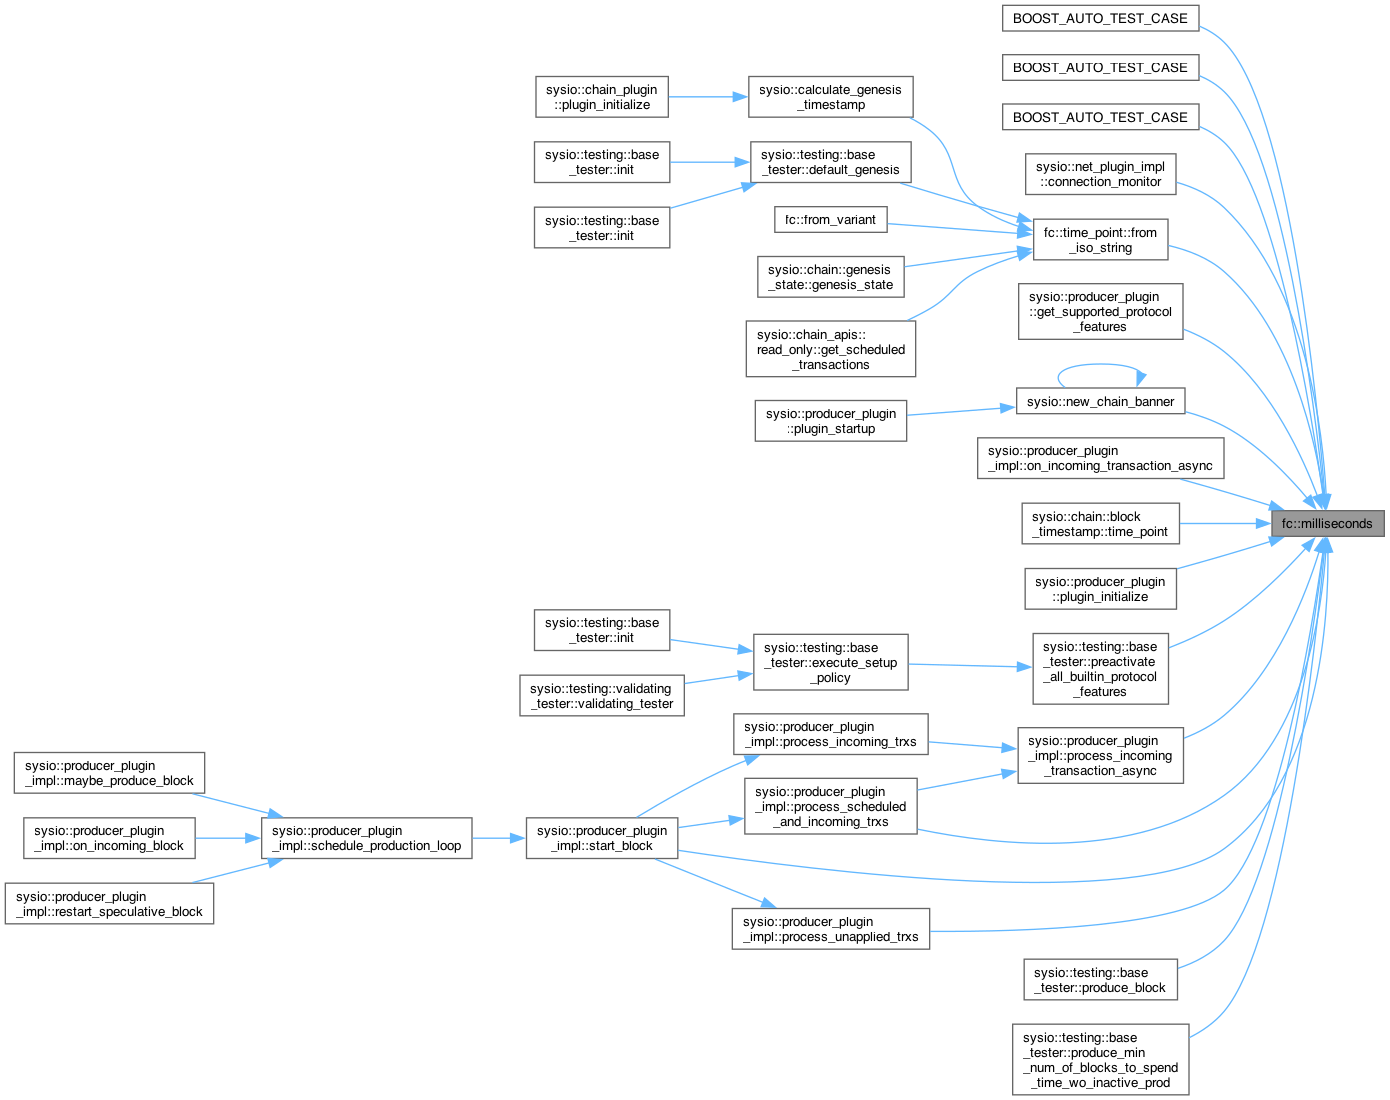 BOOST_AUTO_TEST_CASE
BOOST_AUTO_TEST_CASE
BOOST_AUTO_TEST_CASE
sysio::net_plugin_impl
::connection_monitor
sysio::chain_plugin
::plugin_initialize
sysio::calculate_genesis
_timestamp
sysio::testing::base
_tester::init
sysio::testing::base
_tester::default_genesis
sysio::testing::base
_tester::init
fc::from_variant
fc::time_point::from
_iso_string
sysio::chain::genesis
_state::genesis_state
sysio::chain_apis::
read_only::get_scheduled
_transactions
sysio::producer_plugin
::get_supported_protocol
_features
sysio::new_chain_banner
sysio::producer_plugin
::plugin_startup
sysio::producer_plugin
_impl::on_incoming_transaction_async
sysio::chain::block
_timestamp::time_point
fc::milliseconds
sysio::producer_plugin
::plugin_initialize
sysio::testing::base
_tester::init
sysio::testing::validating
_tester::validating_tester
sysio::testing::base
_tester::execute_setup
_policy
sysio::testing::base
_tester::preactivate
_all_builtin_protocol
_features
sysio::producer_plugin
_impl::process_incoming_trxs
sysio::producer_plugin
_impl::process_incoming
_transaction_async
sysio::producer_plugin
_impl::maybe_produce_block
sysio::producer_plugin
_impl::on_incoming_block
sysio::producer_plugin
_impl::restart_speculative_block
sysio::producer_plugin
_impl::schedule_production_loop
sysio::producer_plugin
_impl::start_block
sysio::producer_plugin
_impl::process_scheduled
_and_incoming_trxs
sysio::producer_plugin
_impl::process_unapplied_trxs
sysio::testing::base
_tester::produce_block
sysio::testing::base
_tester::produce_min
_num_of_blocks_to_spend
_time_wo_inactive_prod